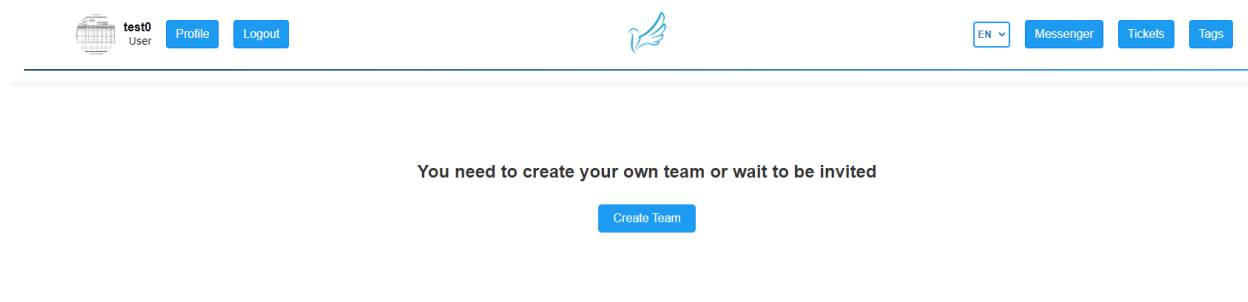 test0
User
Profile
Logout
EN
Messenger
Tickets
Tags
You need to create your own team or wait to be invited
Create Team